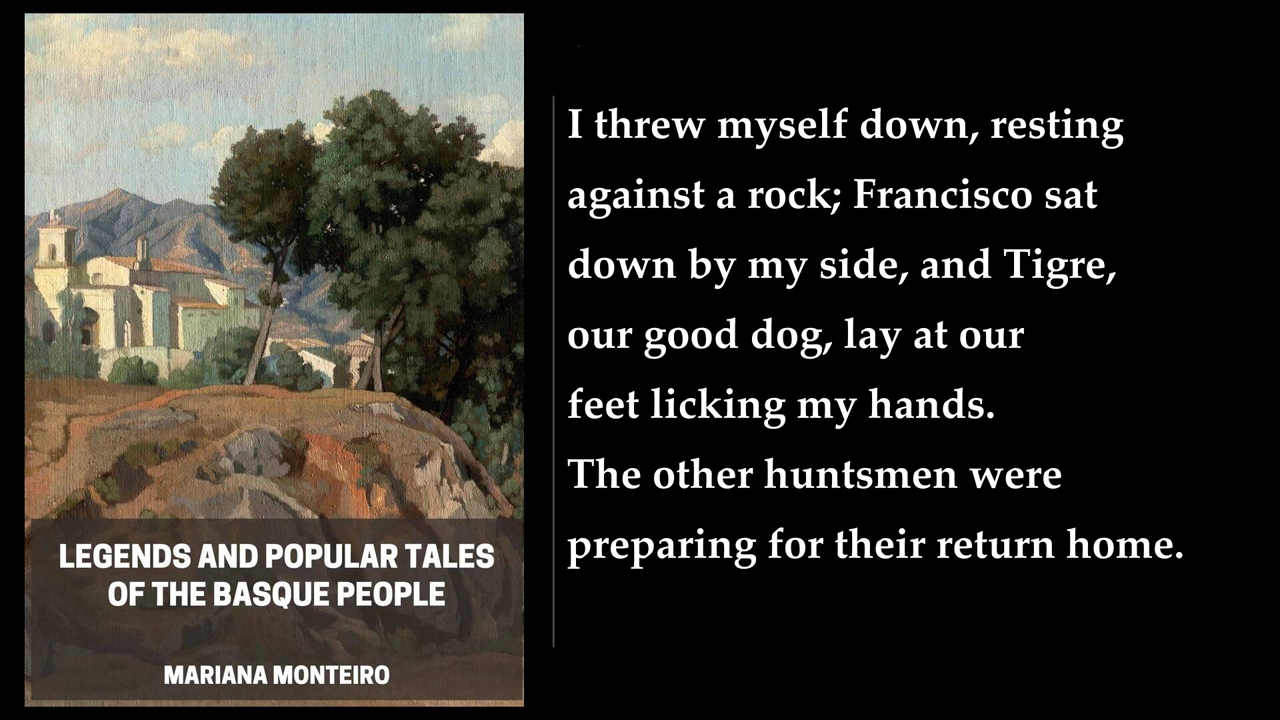 LEGENDS AND POPULAR TALES
OF THE BASQUE PEOPLE
MARIANA MONTEIRO
I threw myself down, resting
against a rock; Francisco sat
down by my side, and Tigre,
our good dog, lay at our
feet licking my hands.
The other huntsmen were
preparing for their return home.